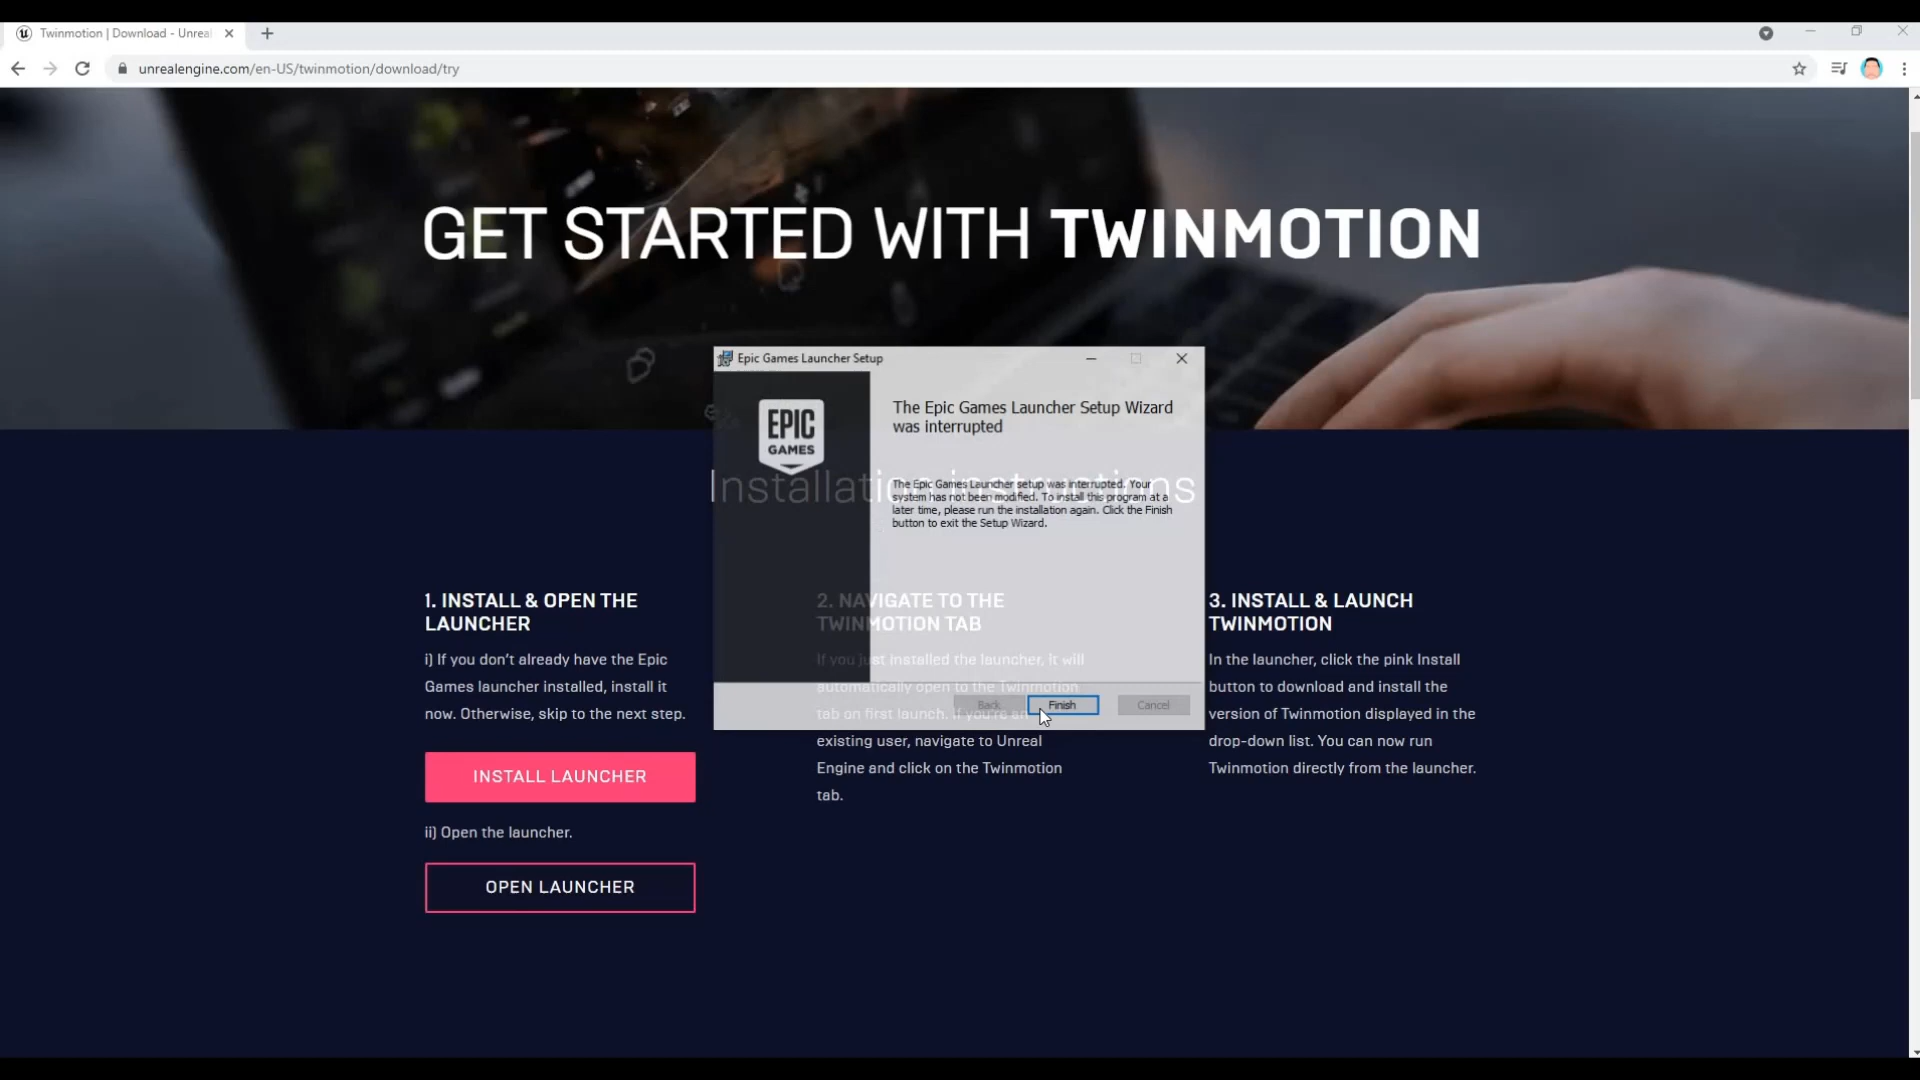 Twinmotion | Download - Unreal
unrealengine.com/en-US/twinmotion/download/try
GET STARTED WITH TWINMOTION
Epic Games Launcher Setup
EPIC
GAMES
The Epic Games Launcher Setup Wizard
was interrupted
Installation instructions
The Epic Games Launcher setup was interrupted. Your
system has not been modified. To install this program at a
later time, please run the installation again. Click the Finish
button to exit the Setup Wizard.
Back
Finish
Cancel
1. INSTALL & OPEN THE
LAUNCHER
i) If you don't already have the Epic
Games launcher installed, install it
now. Otherwise, skip to the next step.
INSTALL LAUNCHER
ii) Open the launcher.
OPEN LAUNCHER
2. NAVIGATE TO THE
TWINMOTION TAB
If you just installed the launcher, it will
automatically open to the Twinmotion
tab on first launch. If you're an
existing user, navigate to Unreal
Engine and click on the Twinmotion
tab.
3. INSTALL & LAUNCH
TWINMOTION
In the launcher, click the pink Install
button to download and install the
version of Twinmotion displayed in the
drop-down list. You can now run
Twinmotion directly from the launcher.